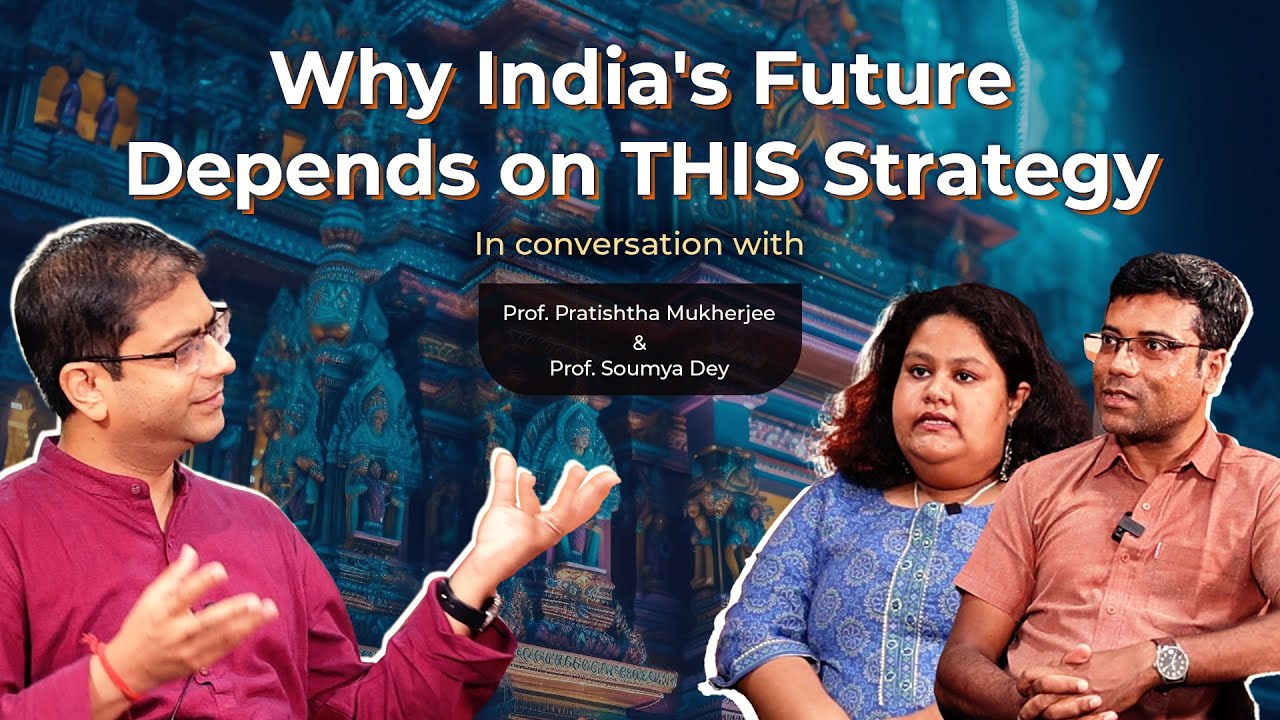 Why India's Future
Depends on THIS Strategy
In conversation with
Prof. Pratishtha Mukherjee
&
Prof. Soumya Dey